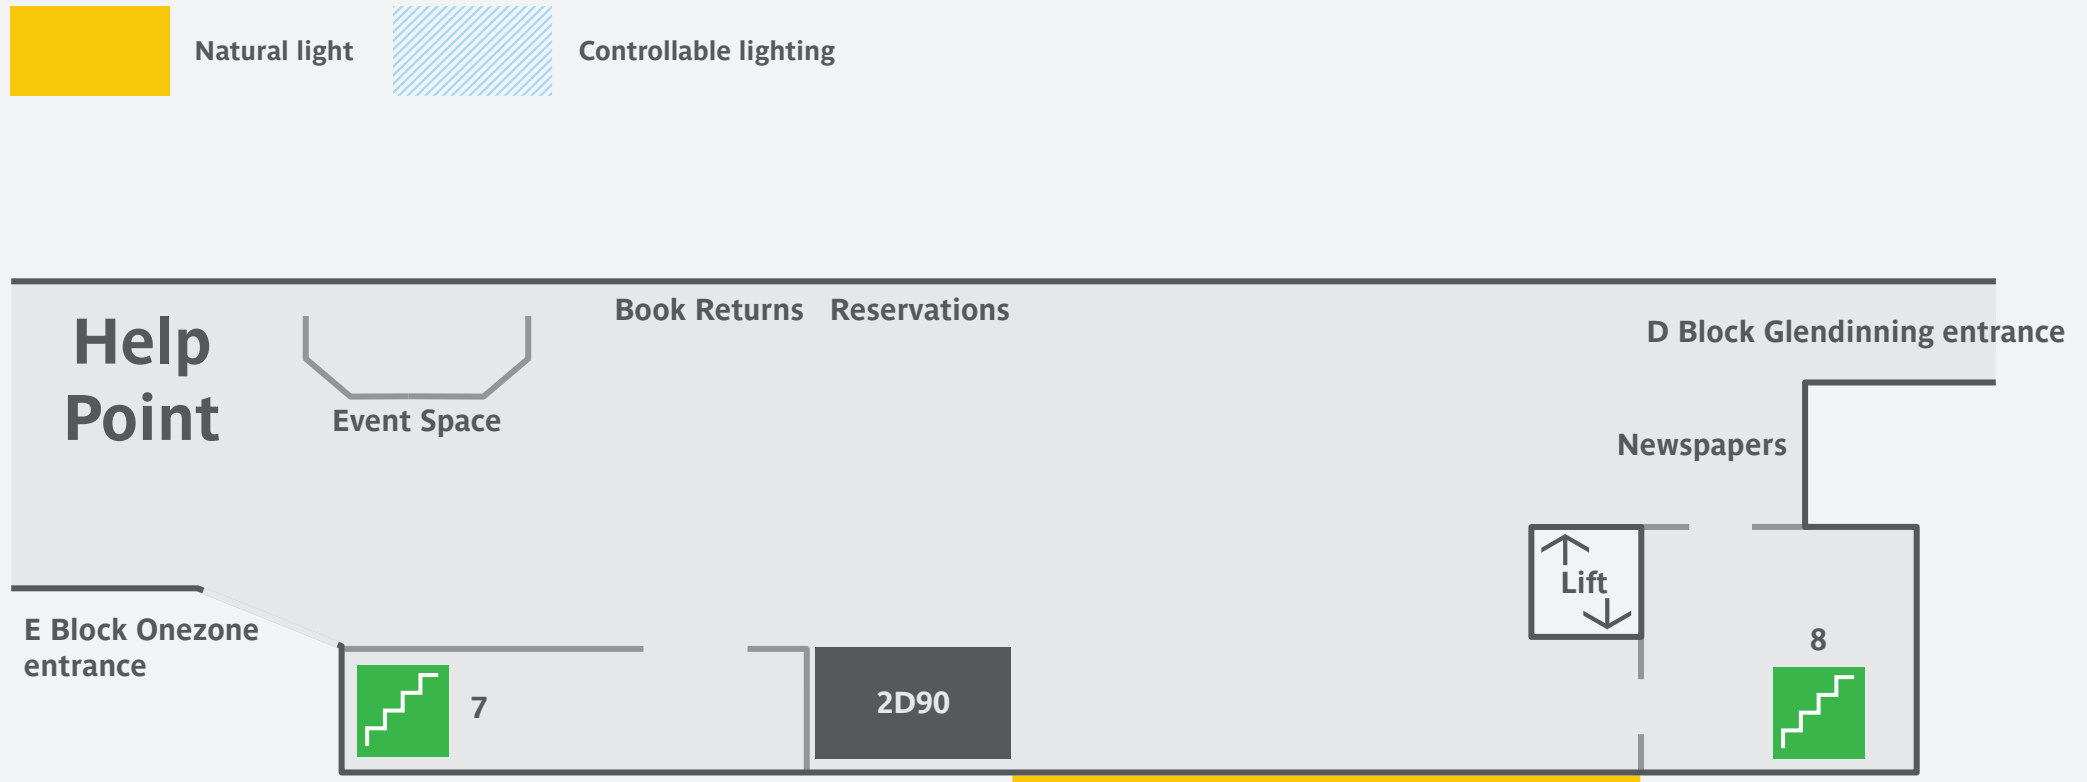 Natural light
Controllable lighting
Help
Point
Event Space
Book Returns
Reservations
D Block Glendinning entrance
Newspapers
Lift
E Block Onezone
entrance
7
2D90
8